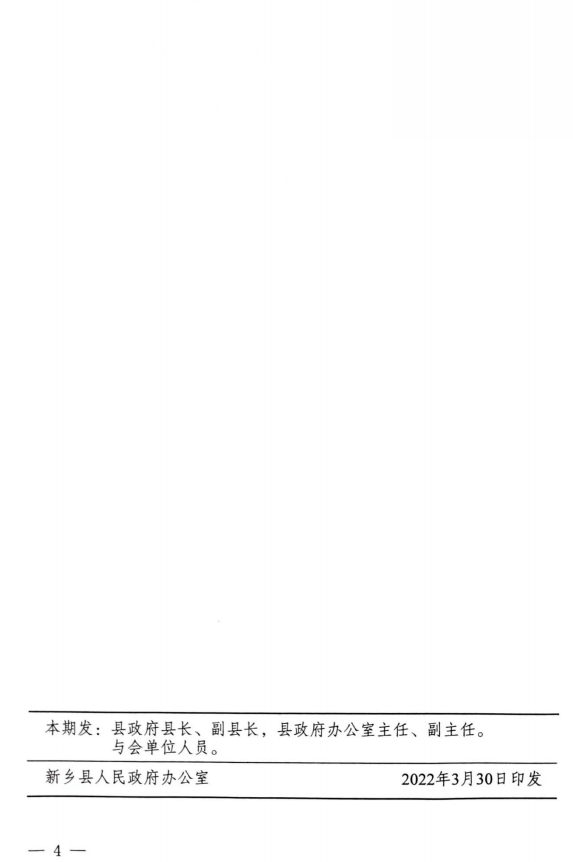 本期发：县政府县长、副县长，县政府办公室主任、副主任。
与会单位人员。
新乡县人民政府办公室 2022年3月30日印发
— 4 —